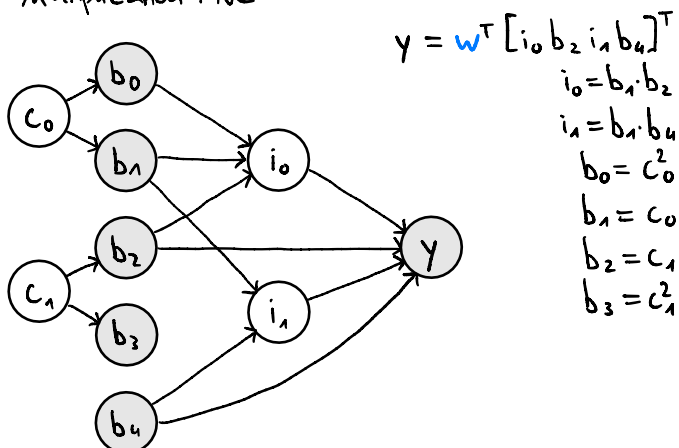 y = wᵀ [i₀ b₂ i₁ b₄]ᵀ
i₀ = b₁·b₂
i₁ = b₁·b₄
b₀ = c₀²
b₁ = c₀
b₂ = c₁
b₃ = c₁²
c₀
b₀
b₁
i₀
b₂
y
c₁
b₃
i₁
b₄